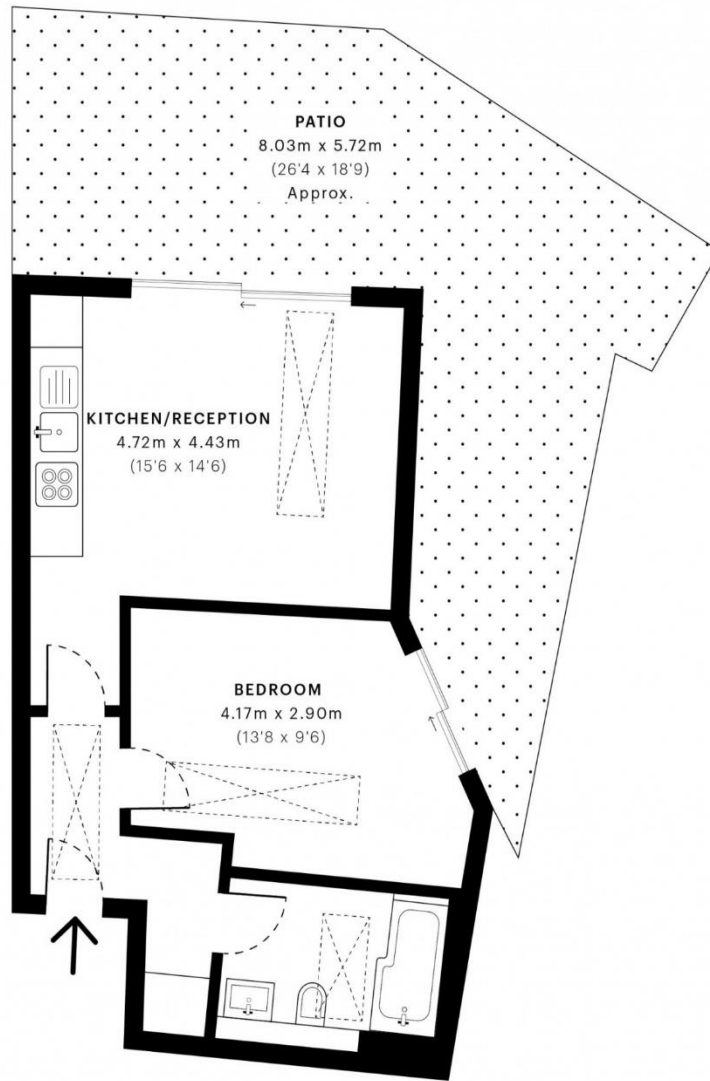 PATIO
8.03m x 5.72m
(26'4 x 18'9)
Approx.
KITCHEN/RECEPTION
4.72m x 4.43m
(15'6 x 14'6)
BEDROOM
4.17m x 2.90m
(13'8 x 9'6)